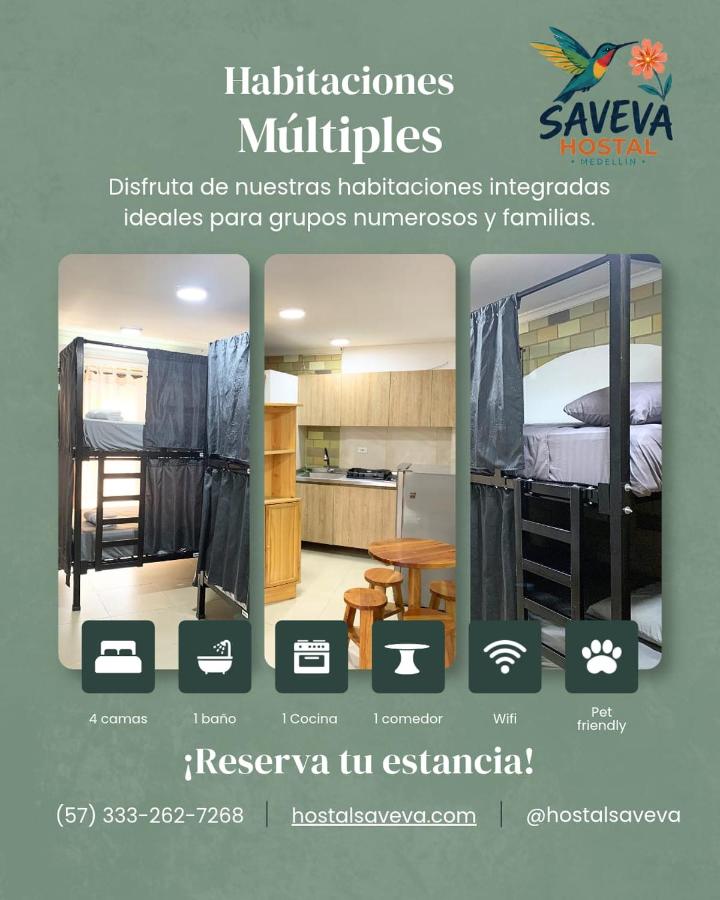 Habitaciones
Múltiples
SAVEVA
HOSTAL
• MEDELLÍN •
Disfruta de nuestras habitaciones integradas
ideales para grupos numerosos y familias.
4 camas
1 baño
1 Cocina
1 comedor
Wifi
Pet
friendly
¡Reserva tu estancia!
(57) 333-262-7268
hostalsaveva.com
@hostalsaveva